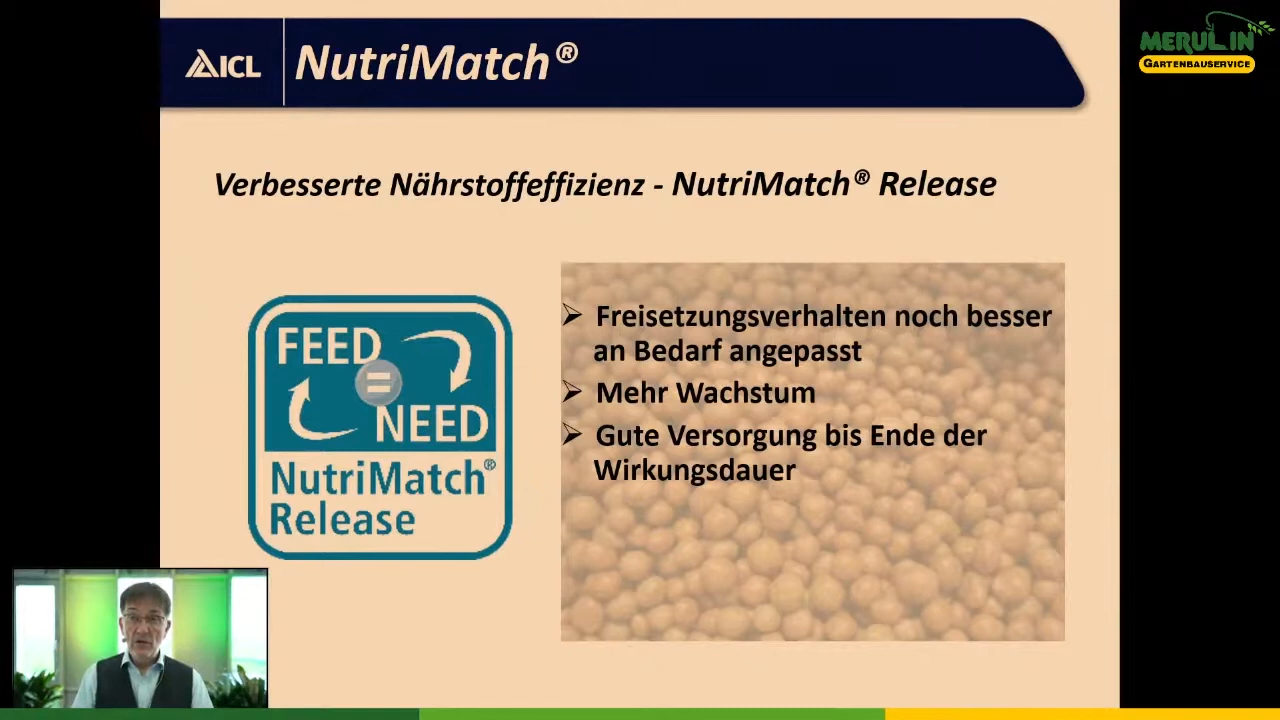 ICL
NutriMatch®
MERULIN
GARTENBAUSERVICE
Verbesserte Nährstoffeffizienz - NutriMatch® Release
FEED
=
NEED
NutriMatch®
Release
➢ Freisetzungsverhalten noch besser
an Bedarf angepasst
➢ Mehr Wachstum
➢ Gute Versorgung bis Ende der
Wirkungsdauer